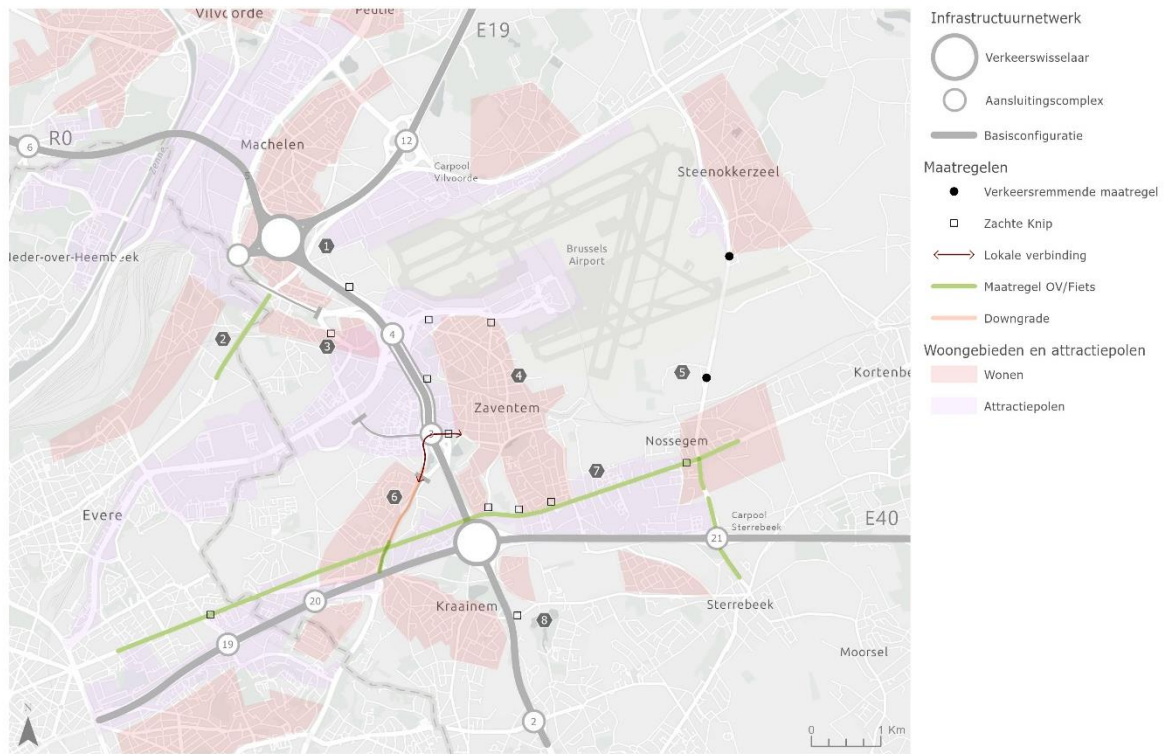 Vilvoorde
Peutie
E19
R0
6
Machelen
12
Carpool
Vilvoorde
Steenokkerzeel
Zenne
1
Brussels
Airport
2
3
4
4
5
Kortenbe
Zaventem
Nossegem
7
6
Evere
Carpool
Sterrebeek
E40
21
20
Kraainem
Sterrebeek
8
19
Moorsel
2
N
0 1 Km
Infrastructuurnetwerk
Verkeerswisselaar
Aansluitingscomplex
Basisconfiguratie
Maatregelen
Verkeersremmende maatregel
Zachte Knip
Lokale verbinding
Maatregel OV/Fiets
Downgrade
Woongebieden en attractiepolen
Wonen
Attractiepolen